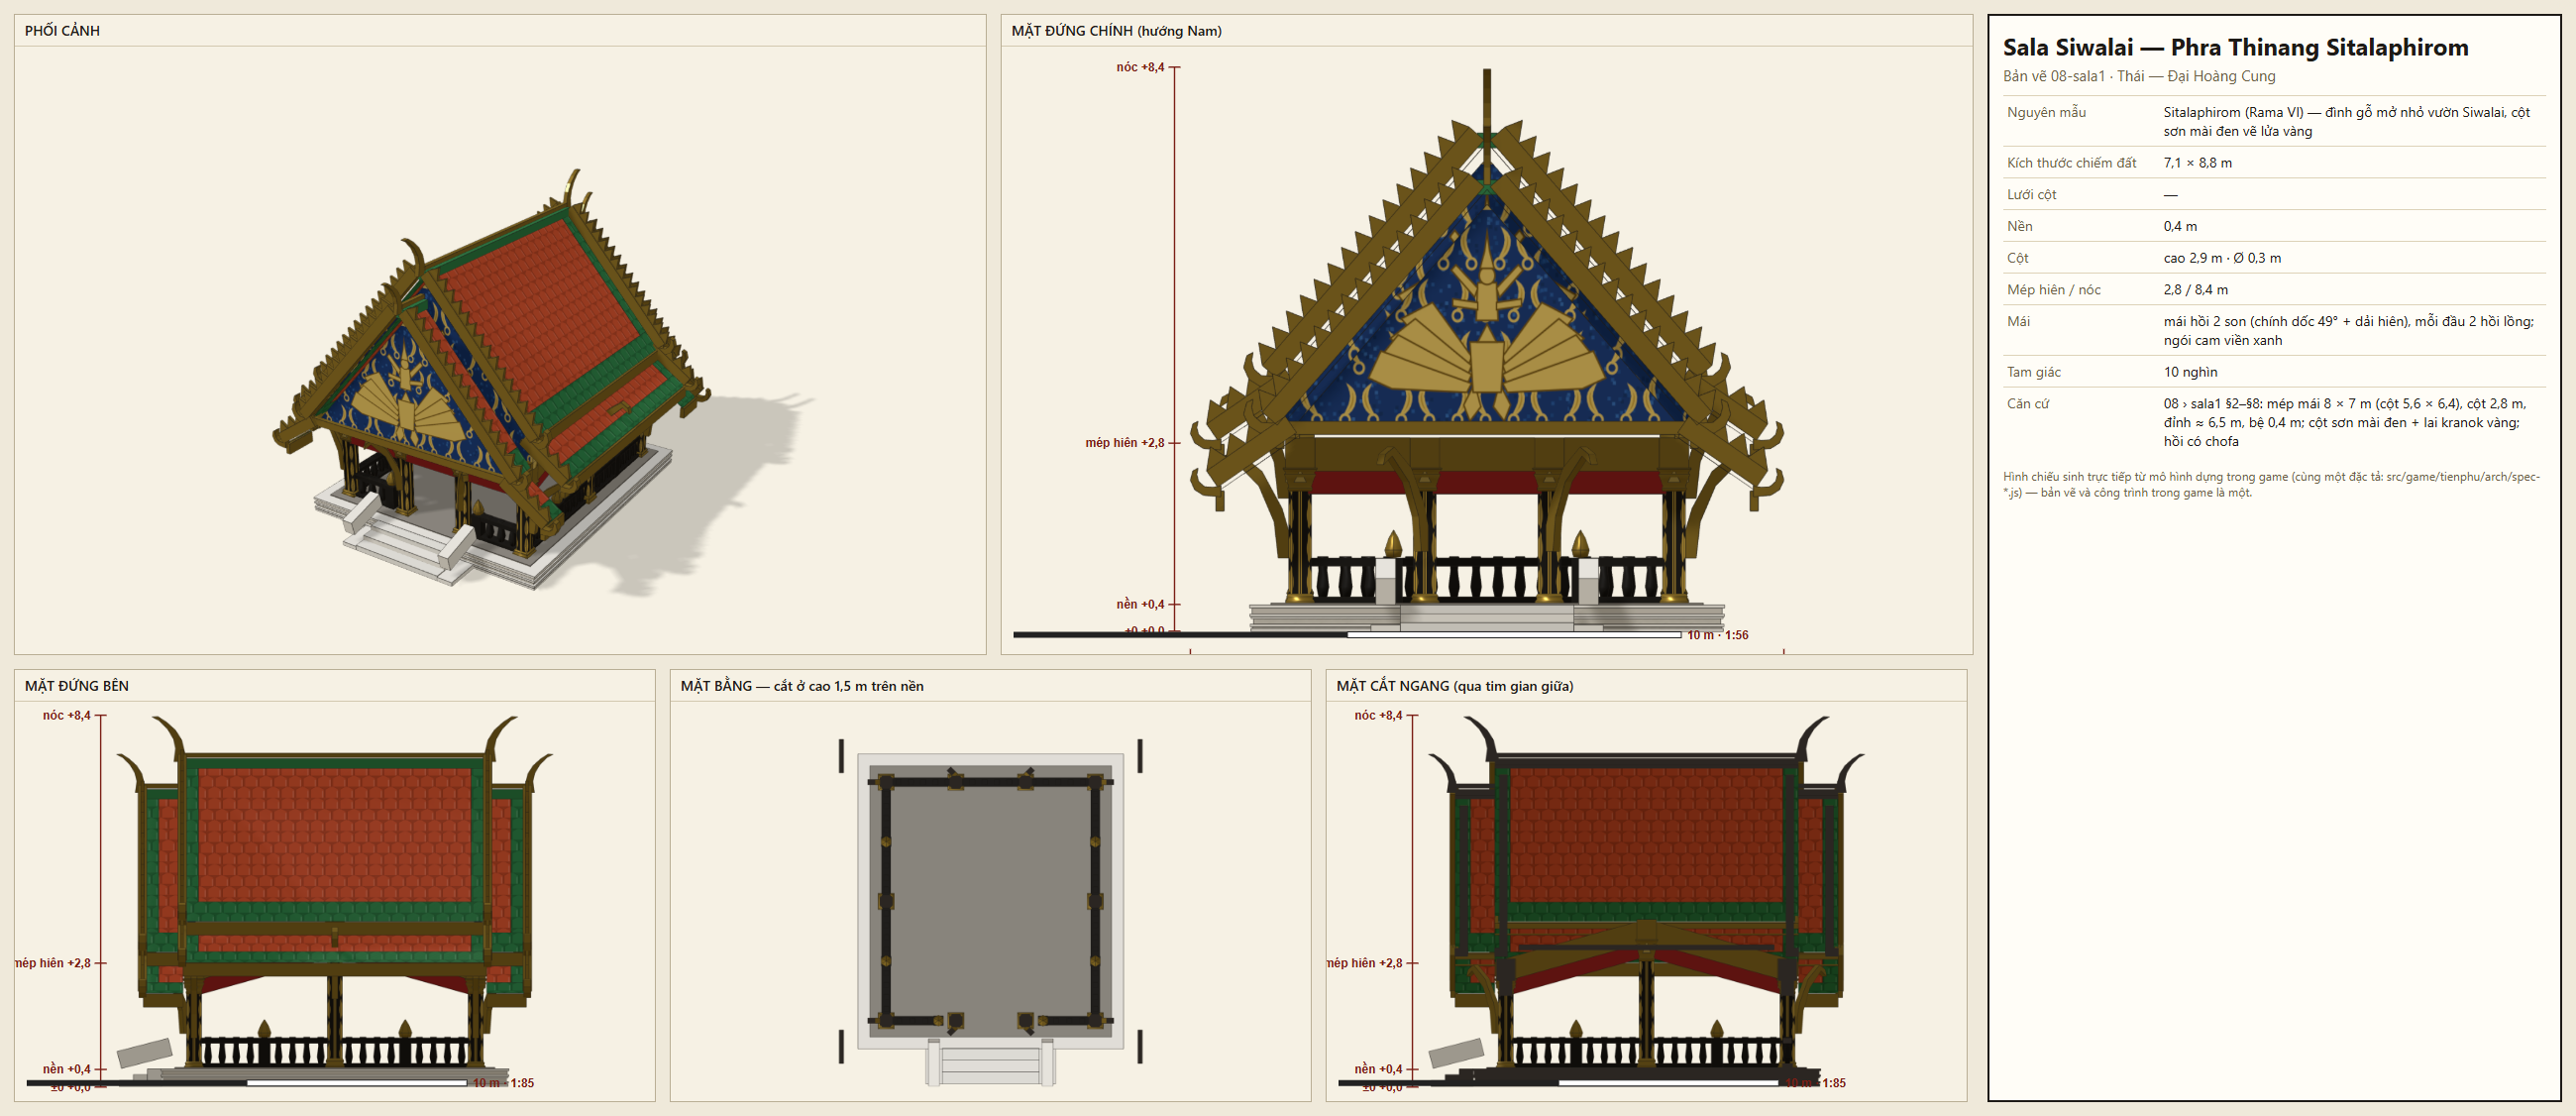 PHỐI CẢNH
MẶT ĐỨNG CHÍNH (hướng Nam)
nóc +8,4
mép hiên +2,8
nền +0,4
±0 +0,0
10 m · 1:56
MẶT ĐỨNG BÊN
nóc +8,4
mép hiên +2,8
nền +0,4
±0 +0,0
10 m · 1:85
MẶT BẰNG — cắt ở cao 1,5 m trên nền
MẶT CẮT NGANG (qua tim gian giữa)
nóc +8,4
mép hiên +2,8
nền +0,4
±0 +0,0
10 m · 1:85
Sala Siwalai — Phra Thinang Sitalaphirom
Bản vẽ 08-sala1 · Thái — Đại Hoàng Cung
Nguyên mẫu Sitalaphirom (Rama VI) — đình gỗ mở nhỏ vườn Siwalai, cột
sơn mài đen vẽ lửa vàng
Kích thước chiếm đất 7,1 × 8,8 m
Lưới cột —
Nền 0,4 m
Cột cao 2,9 m · Ø 0,3 m
Mép hiên / nóc 2,8 / 8,4 m
Mái mái hồi 2 son (chính dốc 49° + dải hiên), mỗi đầu 2 hồi lồng;
ngói cam viền xanh
Tam giác 10 nghìn
Căn cứ 08 › sala1 §2–§8: mép mái 8 × 7 m (cột 5,6 × 6,4), cột 2,8 m,
đỉnh ≈ 6,5 m, bệ 0,4 m; cột sơn mài đen + lai kranok vàng;
hồi có chofa
Hình chiếu sinh trực tiếp từ mô hình dựng trong game (cùng một đặc tả: src/game/tienphu/arch/spec-
*.js) — bản vẽ và công trình trong game là một.